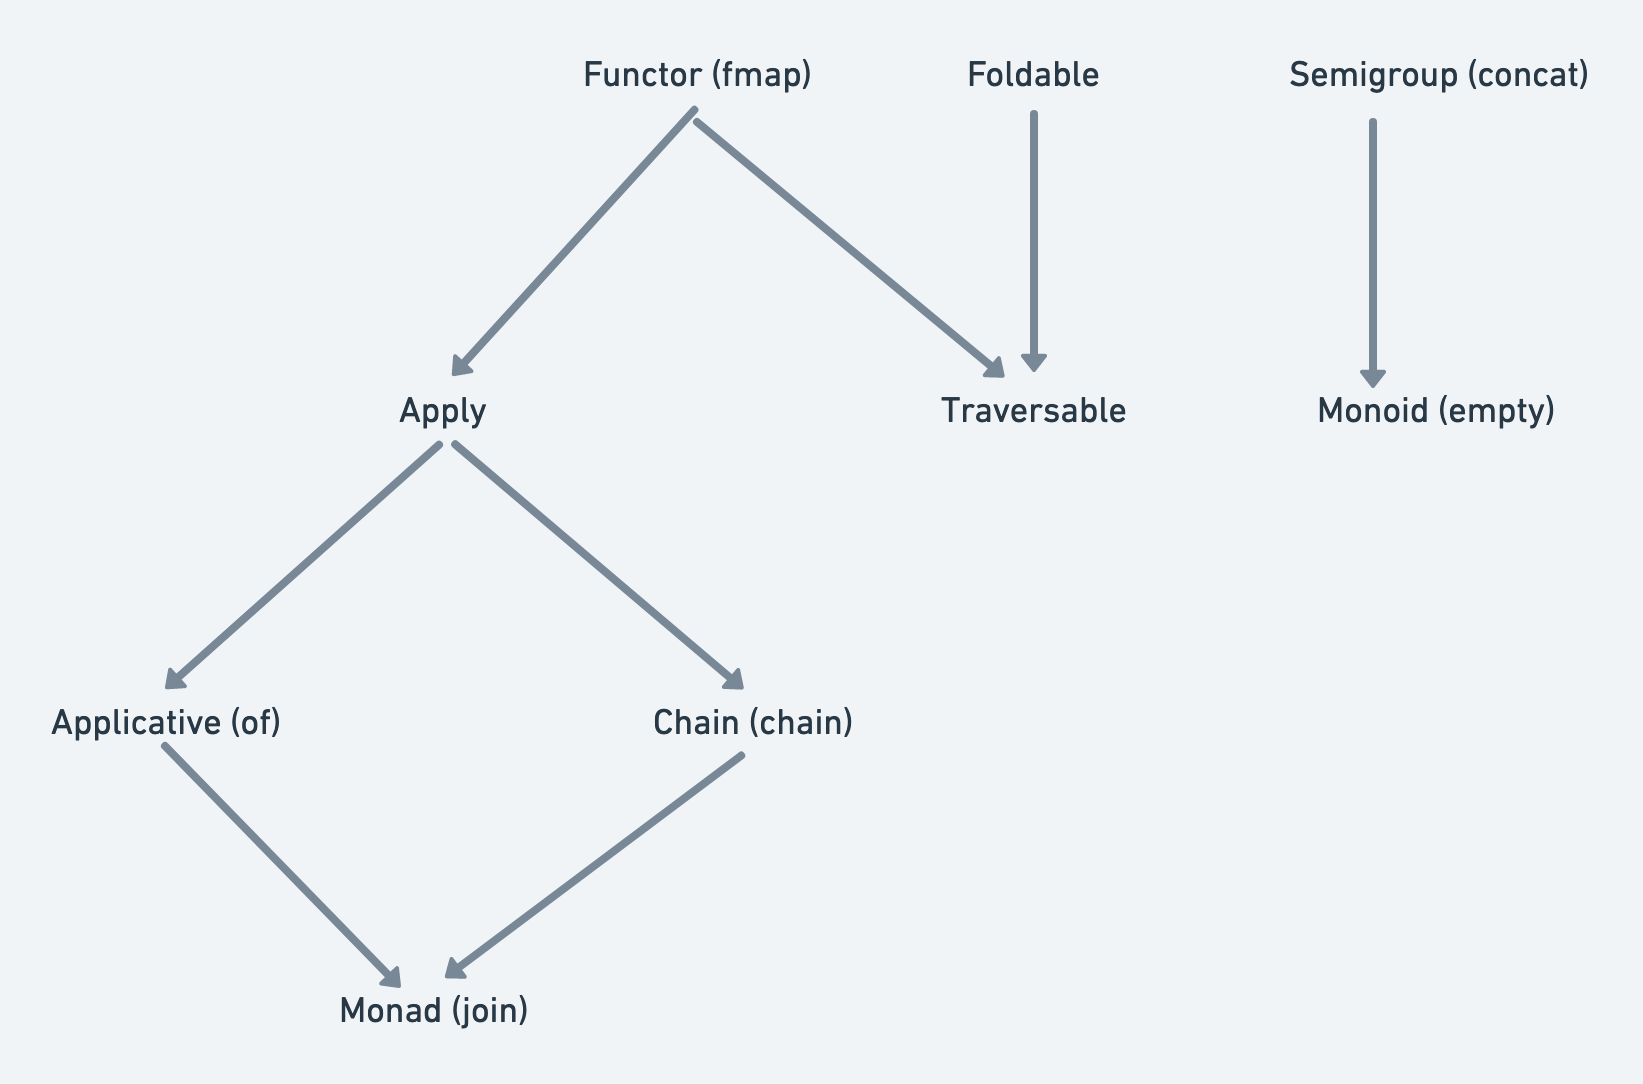 Functor (fmap)
Foldable
Semigroup (concat)
Apply
Traversable
Monoid (empty)
Applicative (of)
Chain (chain)
Monad (join)